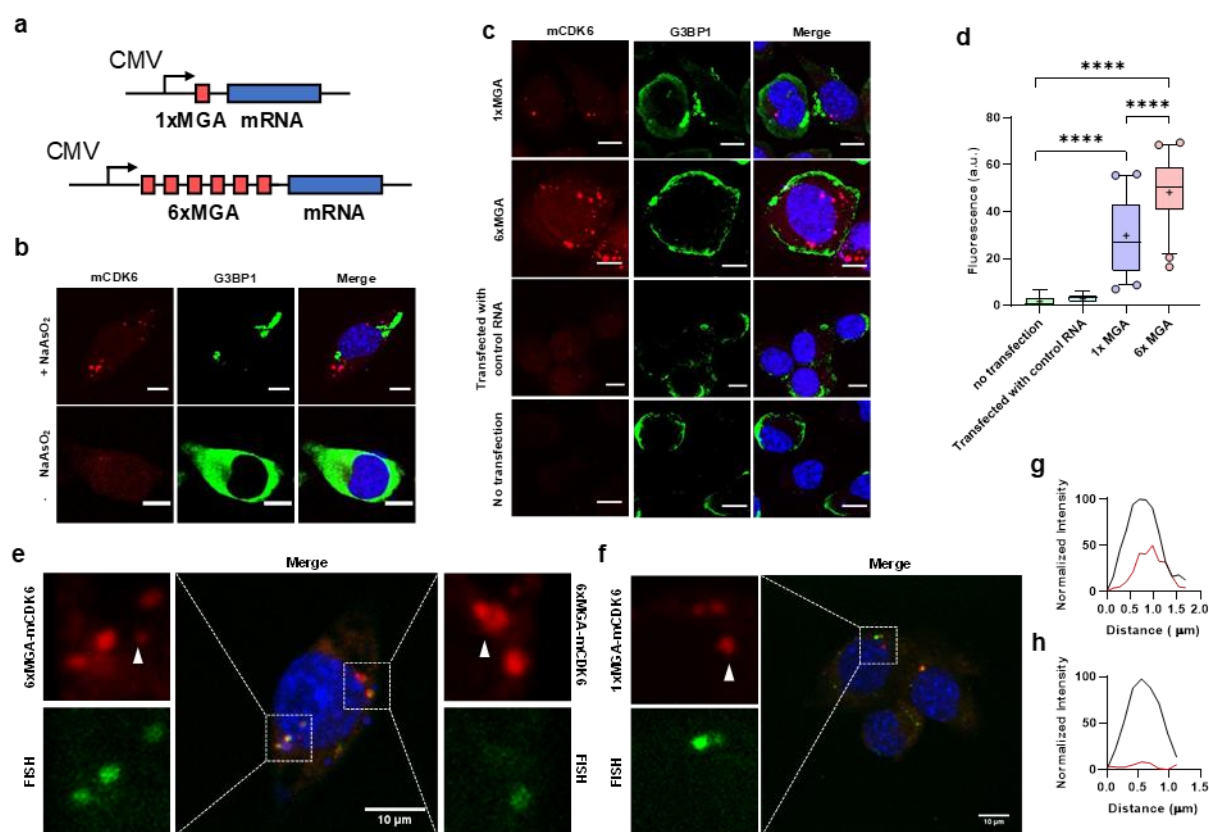 a
CMV
1xMGA mRNA
CMV
6xMGA mRNA
b
mCDK6 G3BP1 Merge
+ NaAsO₂
- NaAsO₂
c
mCDK6 G3BP1 Merge
1xMGA
6xMGA
Transfected with
control RNA
No transfection
d
****
****
****
Fluorescence (a.u.)
80
60
40
20
0
no transfection
Transfected with control RNA
1x MGA
6x MGA
e
Merge
6xMGA-mCDK6
FISH
6xMGA-mCDK6
FISH
10 μm
f
Merge
1xMGA-mCDK6
FISH
10 μm
g
Normalized Intensity
100
50
0
0.0 0.5 1.0 1.5 2.0
Distance ( μm)
h
Normalized Intensity
100
50
0
0.0 0.5 1.0 1.5
Distance (μm)